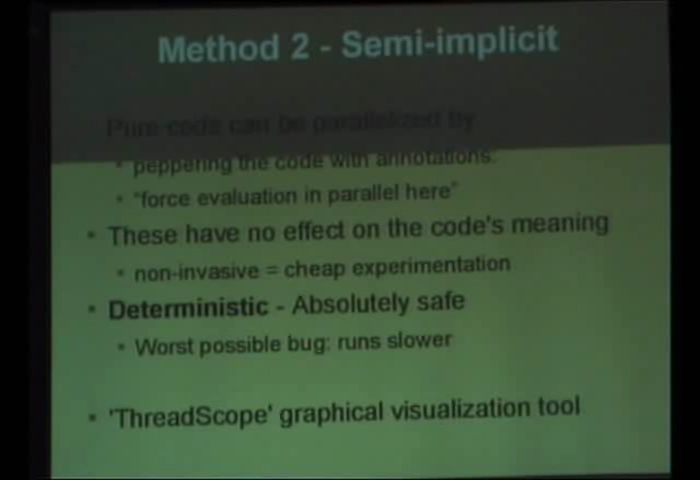 Method 2 - Semi-implicit
Pure code can be parallelized by
peppering the code with annotations:
"force evaluation in parallel here"
These have no effect on the code's meaning
non-invasive = cheap experimentation
Deterministic - Absolutely safe
Worst possible bug: runs slower
'ThreadScope' graphical visualization tool